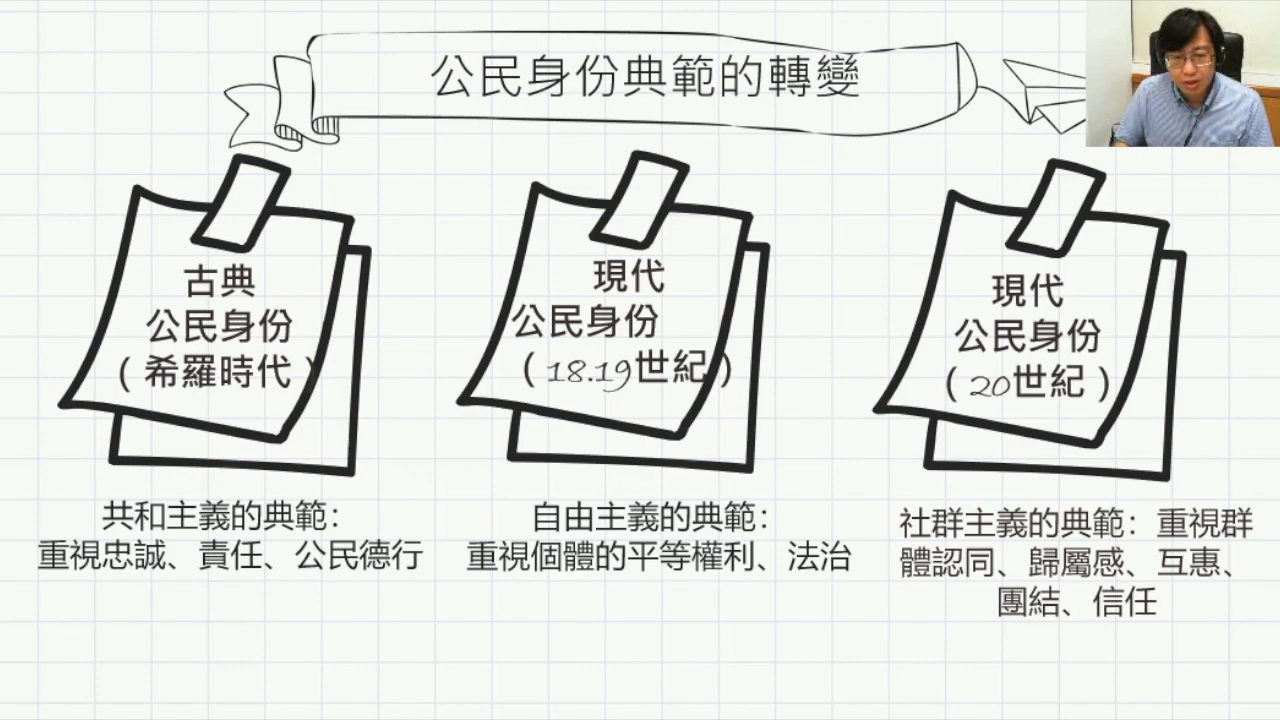 公民身份典範的轉變
古典
公民身份
（希羅時代）
共和主義的典範：
重視忠誠、責任、公民德行
現代
公民身份
（18.19世紀）
自由主義的典範：
重視個體的平等權利、法治
現代
公民身份
（20世紀）
社群主義的典範：重視群
體認同、歸屬感、互惠、
團結、信任